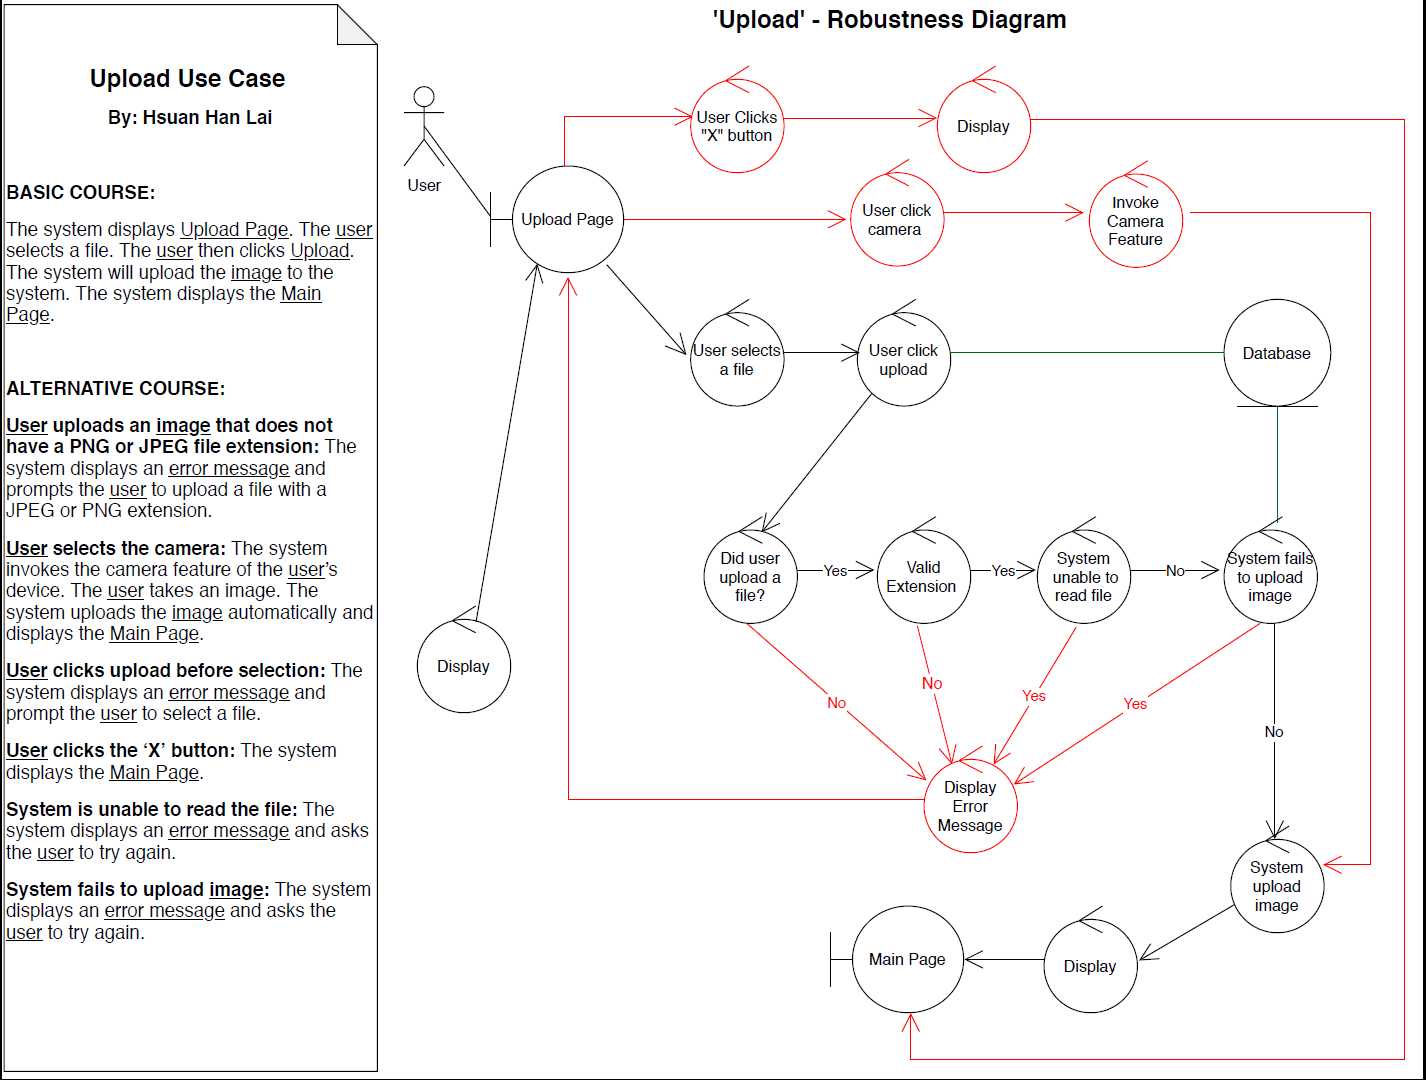 'Upload' - Robustness Diagram
Upload Use Case
By: Hsuan Han Lai
BASIC COURSE:
The system displays Upload Page. The user
selects a file. The user then clicks Upload.
The system will upload the image to the
system. The system displays the Main
Page.
ALTERNATIVE COURSE:
User uploads an image that does not
have a PNG or JPEG file extension: The
system displays an error message and
prompts the user to upload a file with a
JPEG or PNG extension.
User selects the camera: The system
invokes the camera feature of the user’s
device. The user takes an image. The
system uploads the image automatically and
displays the Main Page.
User clicks upload before selection: The
system displays an error message and
prompt the user to select a file.
User clicks the ‘X’ button: The system
displays the Main Page.
System is unable to read the file: The
system displays an error message and asks
the user to try again.
System fails to upload image: The system
displays an error message and asks the
user to try again.
User
Upload Page
User Clicks
"X" button
Display
User click
camera
Invoke
Camera
Feature
User selects
a file
User click
upload
Database
Did user
upload a
file?
Yes
Valid
Extension
Yes
System
unable to
read file
No
System fails
to upload
image
Display
No
No
Yes
Yes
No
Display
Error
Message
System
upload
image
Main Page
Display